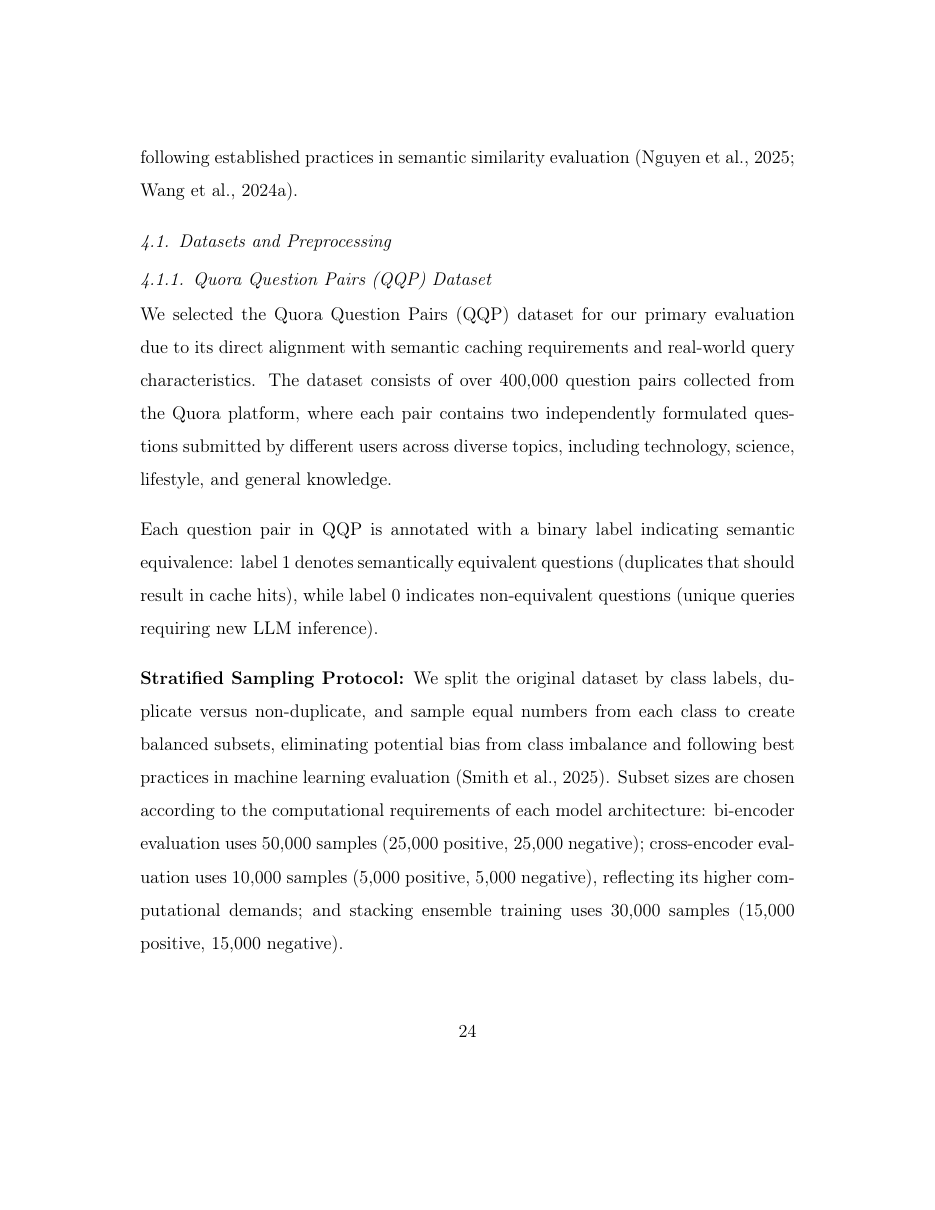 following established practices in semantic similarity evaluation (Nguyen et al., 2025;
Wang et al., 2024a).
4.1. Datasets and Preprocessing
4.1.1. Quora Question Pairs (QQP) Dataset
We selected the Quora Question Pairs (QQP) dataset for our primary evaluation
due to its direct alignment with semantic caching requirements and real-world query
characteristics. The dataset consists of over 400,000 question pairs collected from
the Quora platform, where each pair contains two independently formulated ques-
tions submitted by different users across diverse topics, including technology, science,
lifestyle, and general knowledge.
Each question pair in QQP is annotated with a binary label indicating semantic
equivalence: label 1 denotes semantically equivalent questions (duplicates that should
result in cache hits), while label 0 indicates non-equivalent questions (unique queries
requiring new LLM inference).
Stratified Sampling Protocol: We split the original dataset by class labels, du-
plicate versus non-duplicate, and sample equal numbers from each class to create
balanced subsets, eliminating potential bias from class imbalance and following best
practices in machine learning evaluation (Smith et al., 2025). Subset sizes are chosen
according to the computational requirements of each model architecture: bi-encoder
evaluation uses 50,000 samples (25,000 positive, 25,000 negative); cross-encoder eval-
uation uses 10,000 samples (5,000 positive, 5,000 negative), reflecting its higher com-
putational demands; and stacking ensemble training uses 30,000 samples (15,000
positive, 15,000 negative).
24